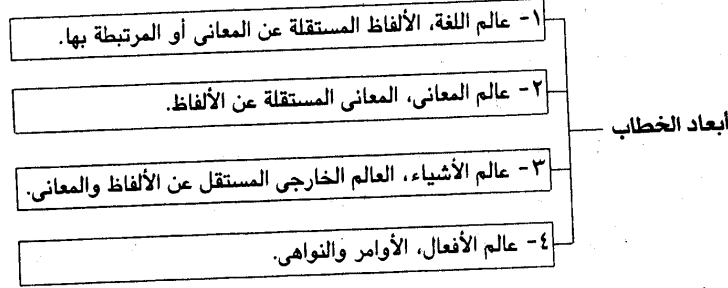 أبعاد الخطاب
١- عالم اللغة، الألفاظ المستقلة عن المعانى أو المرتبطة بها.
٢- عالم المعانى، المعانى المستقلة عن الألفاظ.
٣- عالم الأشياء، العالم الخارجى المستقل عن الألفاظ والمعانى.
٤- عالم الأفعال، الأوامر والنواهى.